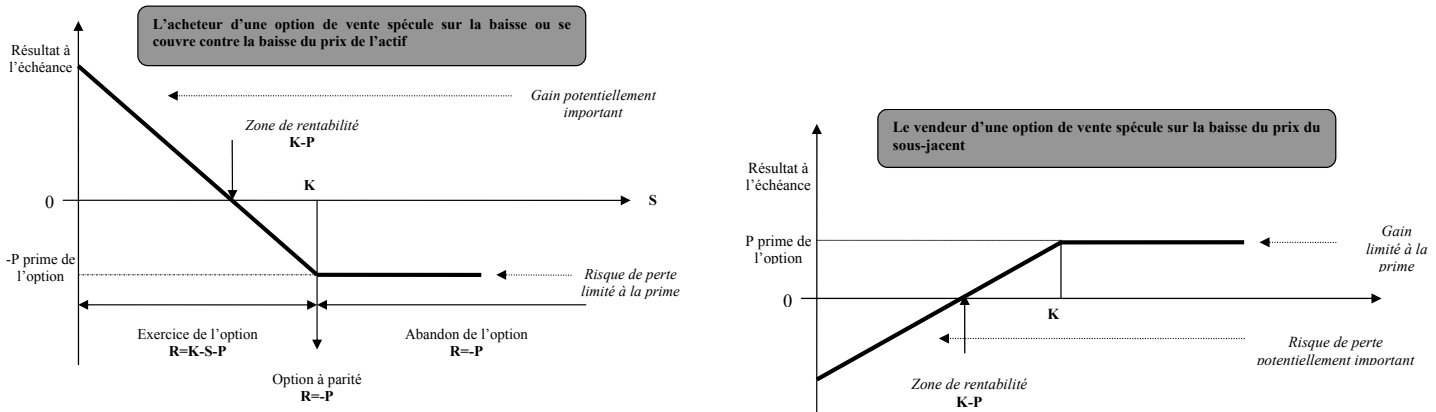 L'acheteur d'une option de vente spécule sur la baisse ou se
couvre contre la baisse du prix de l'actif
Résultat à
l'échéance
Gain potentiellement
important
Zone de rentabilité
K-P
K
0
S
-P prime de
l'option
Risque de perte
limité à la prime
Exercice de l'option
R=K-S-P
Abandon de l'option
R=-P
Option à parité
R=-P
Le vendeur d'une option de vente spécule sur la baisse du prix du
sous-jacent
Résultat à
l'échéance
P prime de
l'option
Gain
limité à la
prime
0
K
Risque de perte
potentiellement important
Zone de rentabilité
K-P